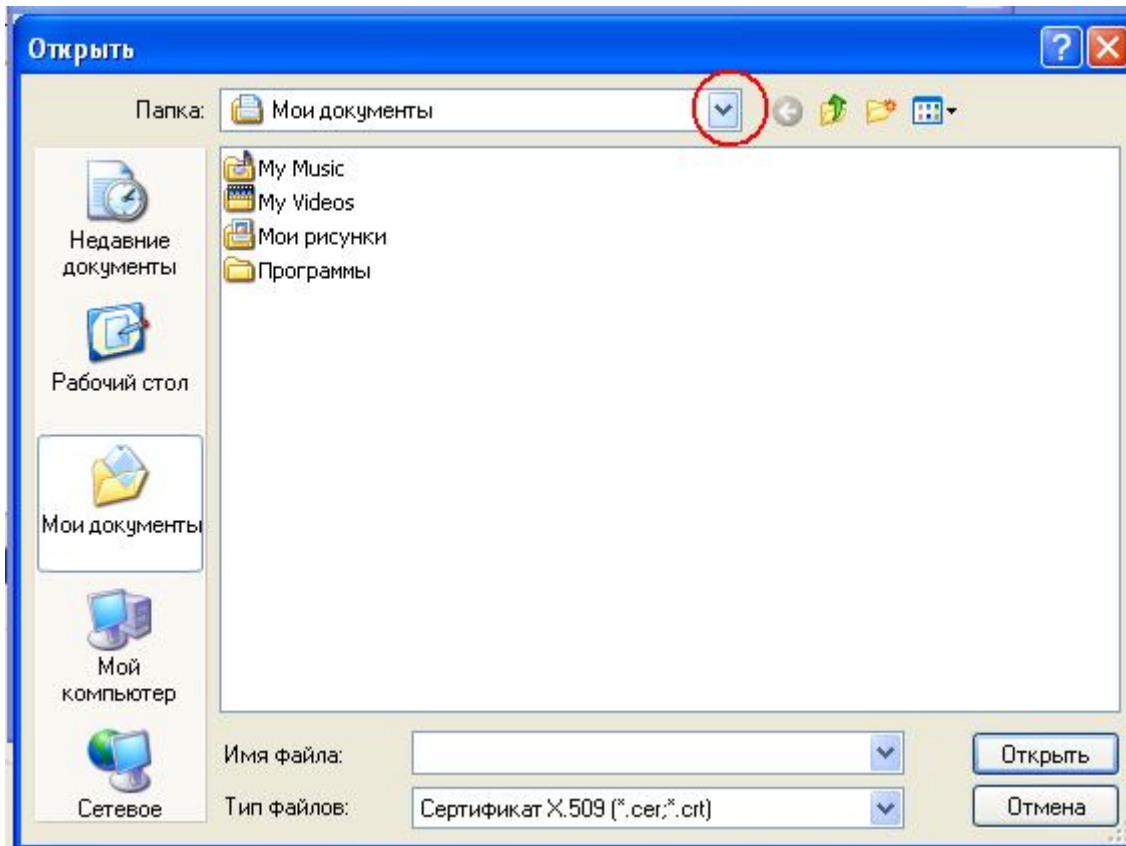 Открыть
Папка:
Мои документы
Недавние
документы
Рабочий стол
Мои документы
Мой
компьютер
Сетевое
My Music
My Videos
Мои рисунки
Программы
Имя файла:
Открыть
Тип файлов:
Сертификат X.509 (*.cer;*.crt)
Отмена